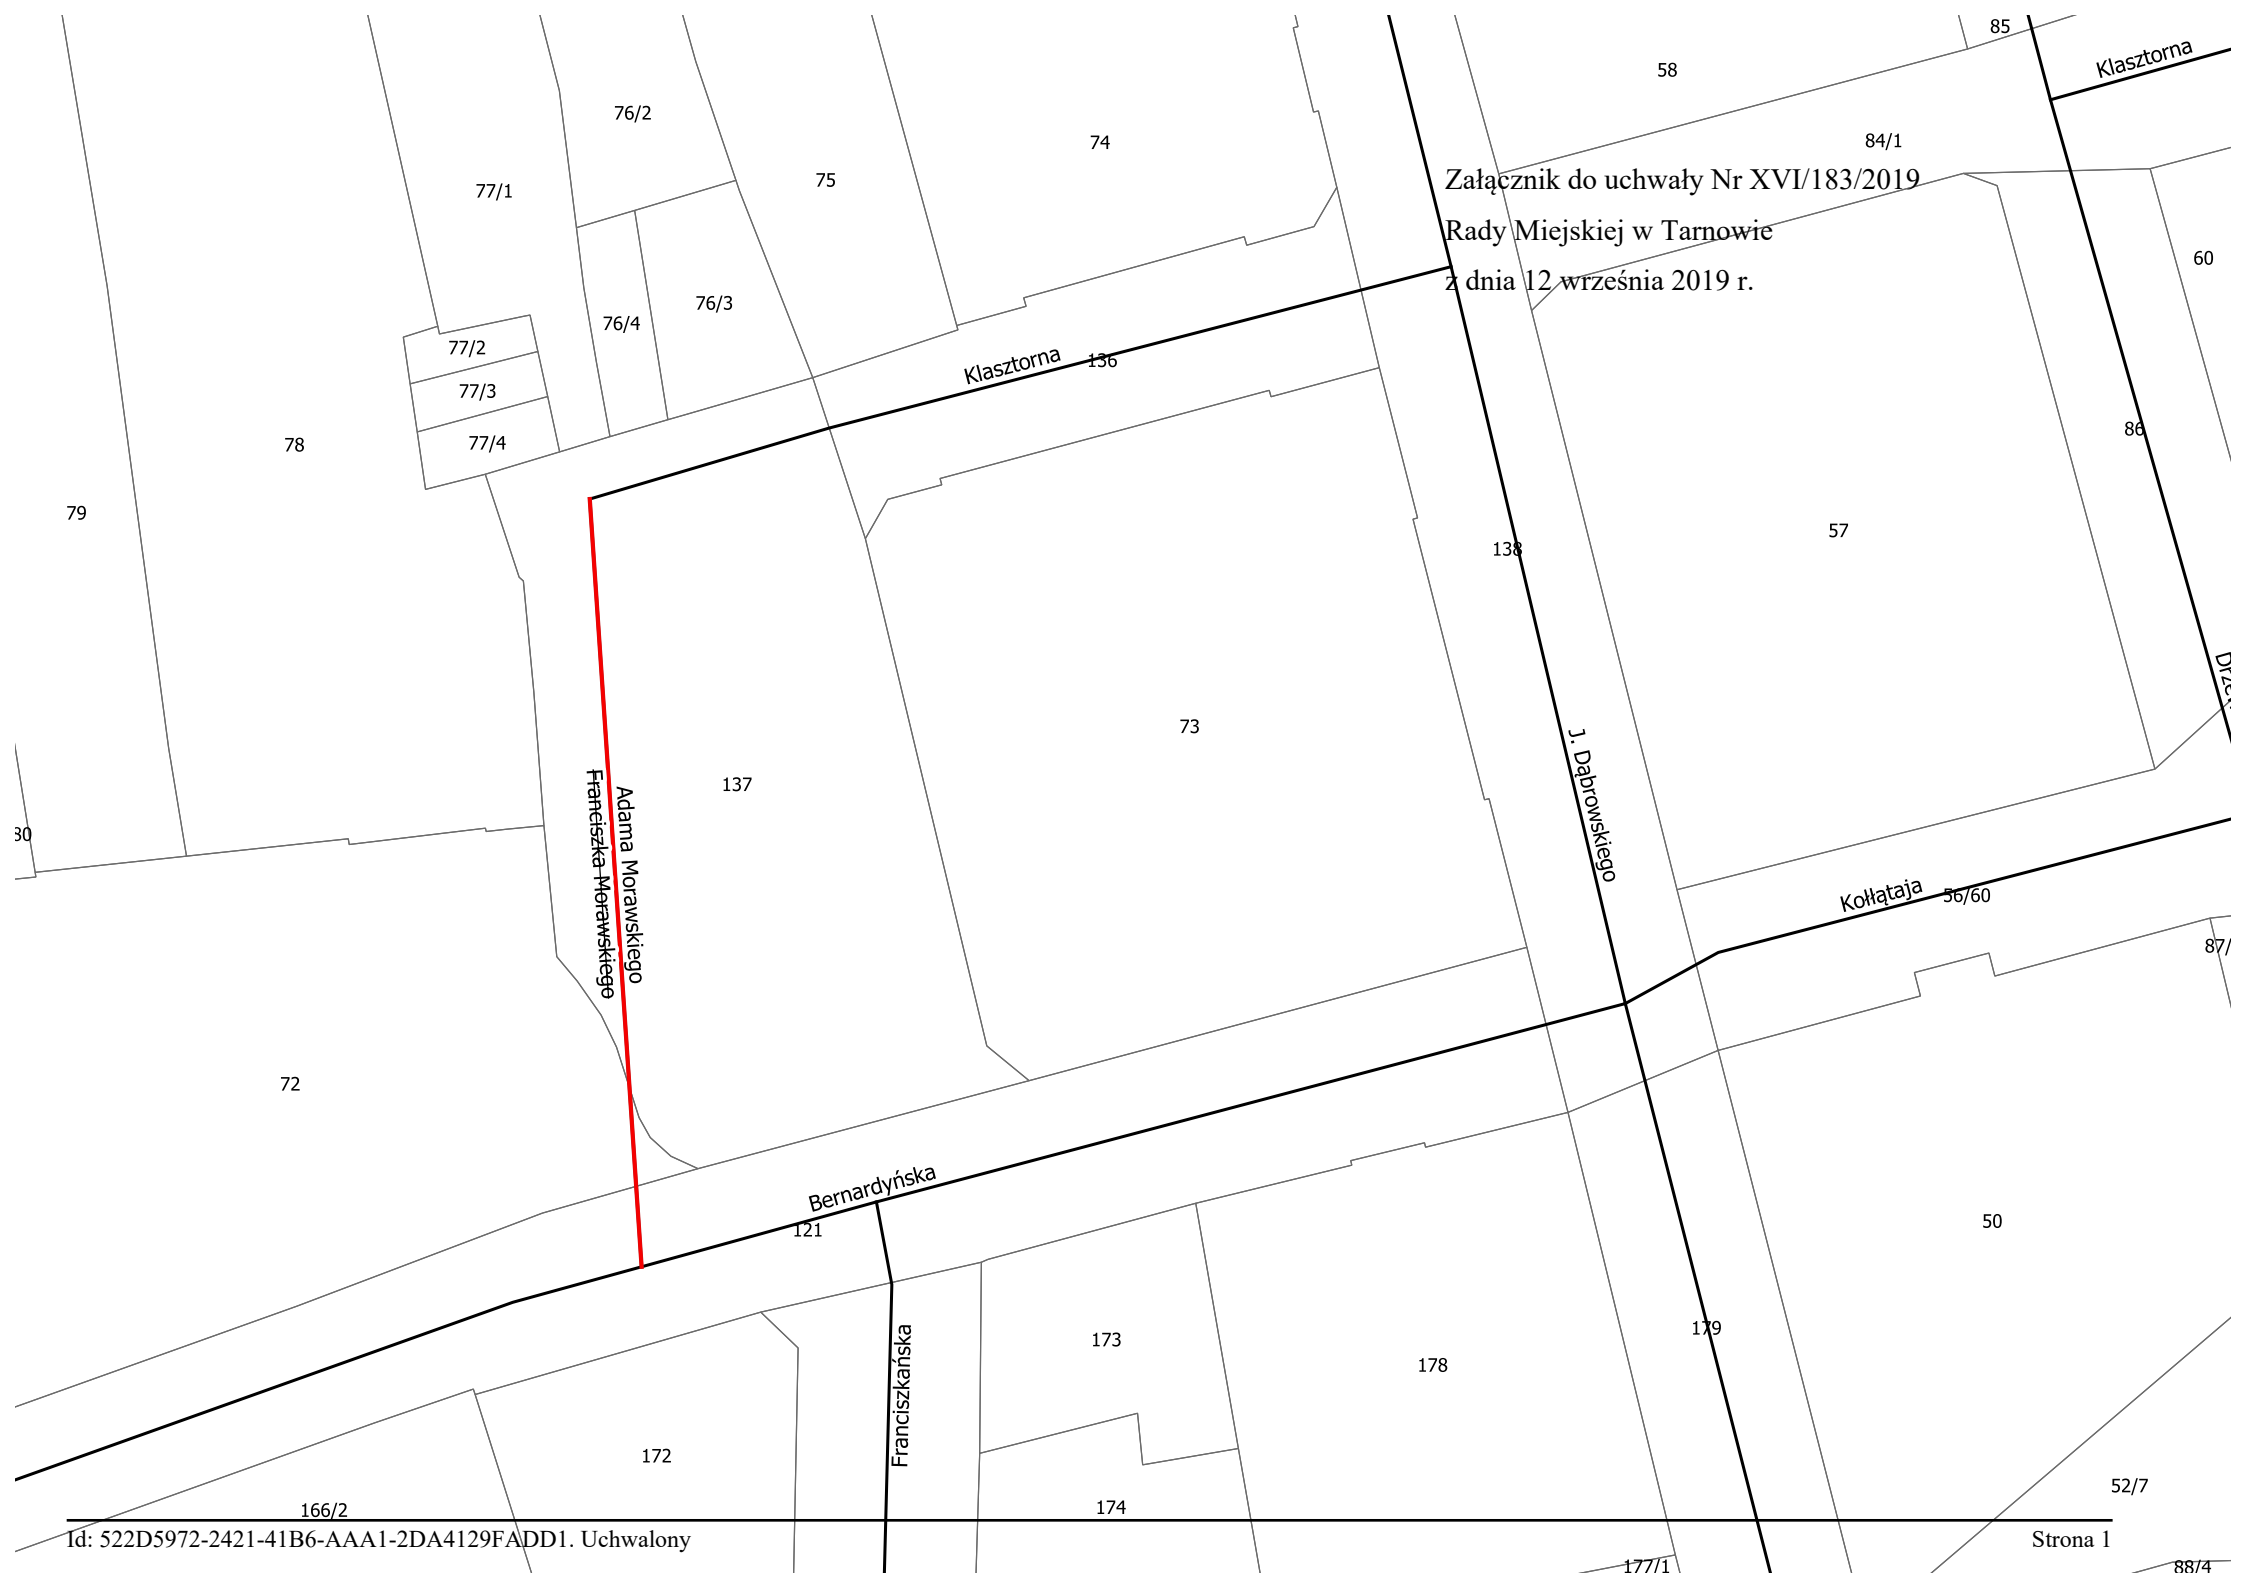 85
Klasztorna
58
76/2
74
84/1
75
77/1
Załącznik do uchwały Nr XVI/183/2019
Rady Miejskiej w Tarnowie
z dnia 12 września 2019 r.
60
76/3
76/4
77/2
Klasztorna
136
77/3
86
78
77/4
79
57
138
73
J. Dąbrowskiego
137
Adama Morawskiego
Franciszka Morawskiego
80
Kołłątaja
56/60
87/
72
Bernardyńska
121
50
Franciszkańska
173
179
178
172
52/7
174
166/2
Id: 522D5972-2421-41B6-AAA1-2DA4129FADD1. Uchwalony
Strona 1
177/1
88/4